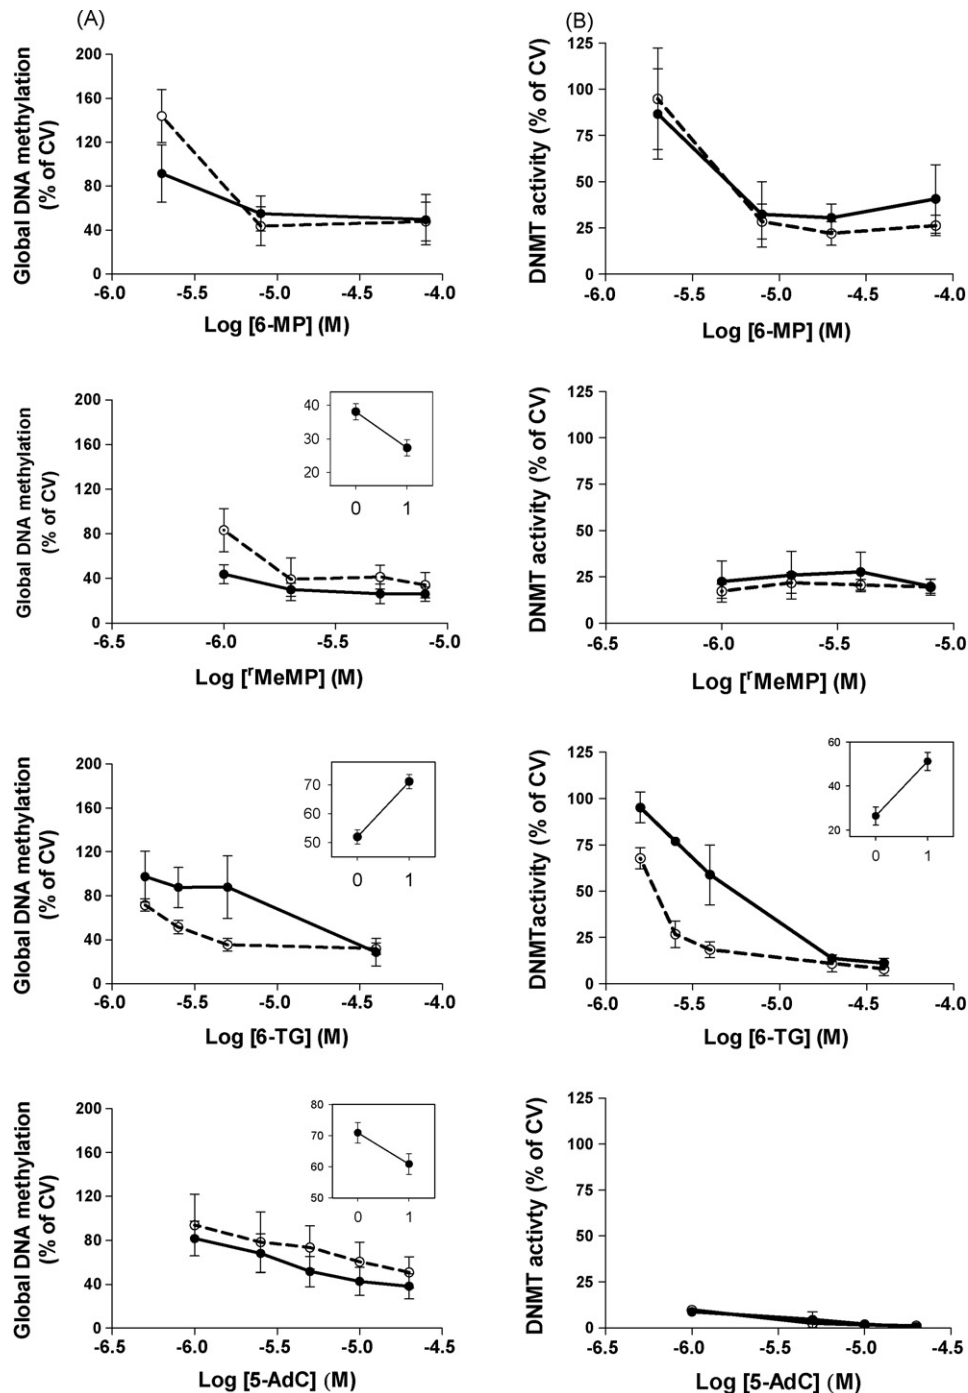 (A)
(B)
Global DNA methylation
(% of CV)
200
160
120
80
40
0
-6.0 -5.5 -5.0 -4.5 -4.0
Log [6-MP] (M)
DNMT activity (% of CV)
125
100
75
50
25
0
-6.0 -5.5 -5.0 -4.5 -4.0
Log [6-MP] (M)
Global DNA methylation
(% of CV)
200
160
120
80
40
0
-6.5 -6.0 -5.5 -5.0
Log [ʳMeMP] (M)
40
30
20
0 1
DNMT activity (% of CV)
125
100
75
50
25
0
-6.5 -6.0 -5.5 -5.0
Log [ʳMeMP] (M)
Global DNA methylation
(% of CV)
200
160
120
80
40
0
-6.0 -5.5 -5.0 -4.5 -4.0
Log [6-TG] (M)
70
60
50
0 1
DNMTactivity (% of CV)
125
100
75
50
25
0
-6.0 -5.5 -5.0 -4.5 -4.0
Log [6-TG] (M)
60
40
20
0 1
Global DNA methylation
(% of CV)
200
160
120
80
40
0
-6.5 -6.0 -5.5 -5.0 -4.5
Log [5-AdC] (M)
80
70
60
50
0 1
DNMT activty (% of CV)
125
100
75
50
25
0
-6.5 -6.0 -5.5 -5.0 -4.5
Log [5-AdC] (M)